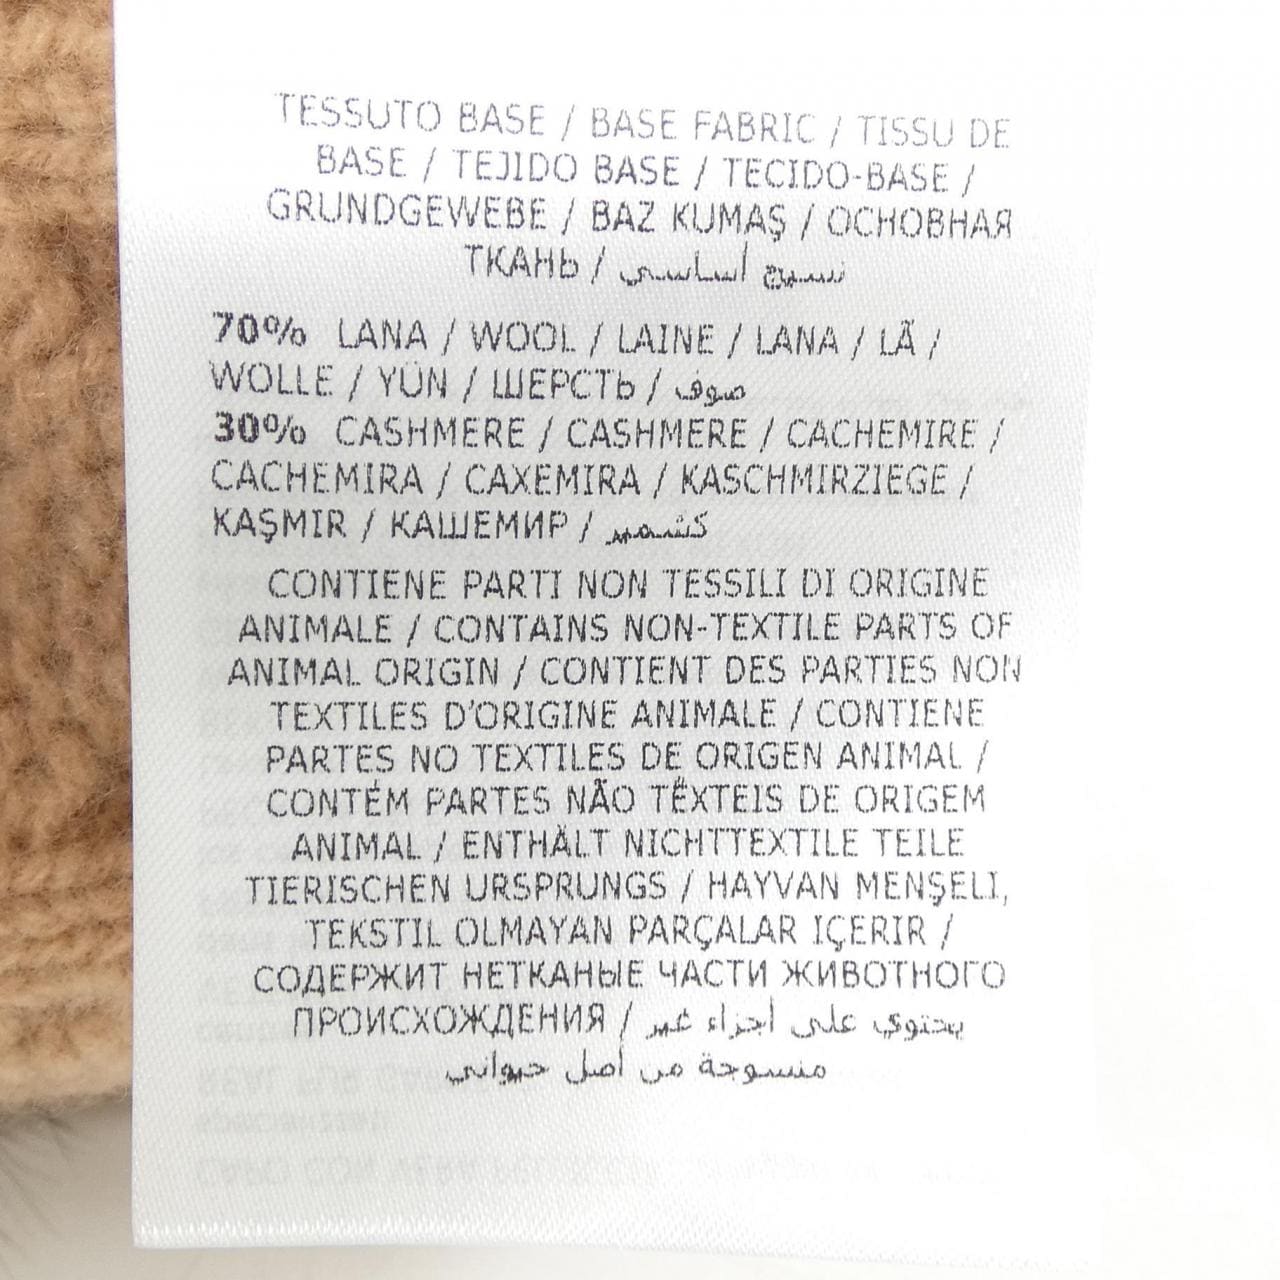 TESSUTO BASE / BASE FABRIC / TISSU DE
BASE / TEJIDO BASE / TECIDO-BASE /
GRUNDGEWEBE / BAZ KUMAŞ / ОСНОВНАЯ
ТКАНЬ / نسيج أساسي
70% LANA / WOOL / LAINE / LANA / LÃ /
WOLLE / YÜN / ШЕРСТЬ / صوف
30% CASHMERE / CASHMERE / CACHEMIRE /
CACHEMIRA / CAXEMIRA / KASCHMIRZIEGE /
KAŞMIR / КАШЕМИР / كشمير
CONTIENE PARTI NON TESSILI DI ORIGINE
ANIMALE / CONTAINS NON-TEXTILE PARTS OF
ANIMAL ORIGIN / CONTIENT DES PARTIES NON
TEXTILES D'ORIGINE ANIMALE / CONTIENE
PARTES NO TEXTILES DE ORIGEN ANIMAL /
CONTÉM PARTES NÃO TÊXTEIS DE ORIGEM
ANIMAL / ENTHÄLT NICHTTEXTILE TEILE
TIERISCHEN URSPRUNGS / HAYVAN MENŞELI,
TEKSTIL OLMAYAN PARÇALAR IÇERIR /
СОДЕРЖИТ НЕТКАНЫЕ ЧАСТИ ЖИВОТНОГО
ПРОИСХОЖДЕНИЯ / يحتوي على أجزاء غير
منسوجة من أصل حيواني